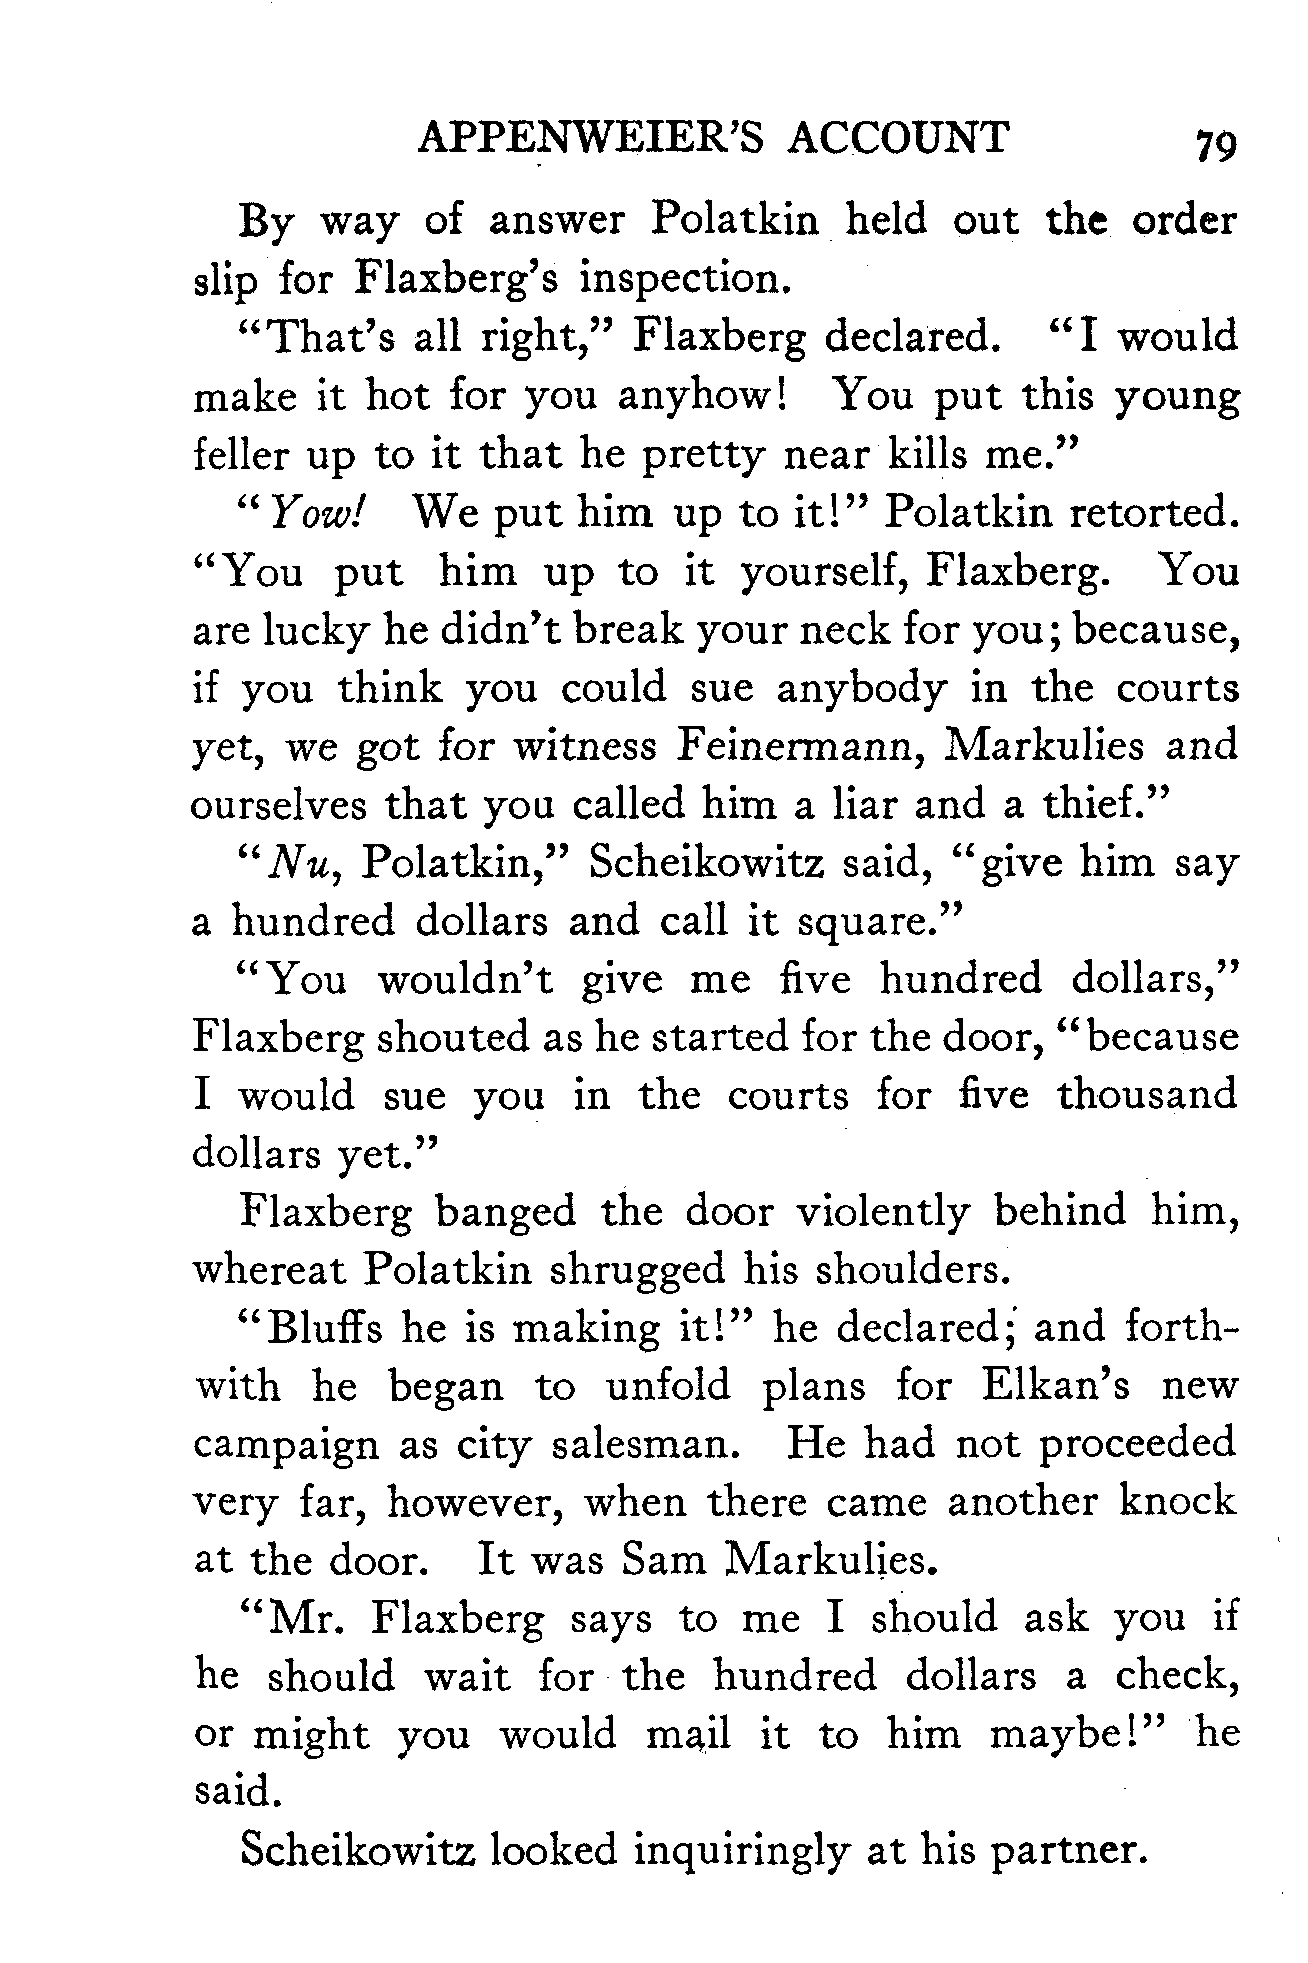 APPENWEIER'S ACCOUNT 79
By way of answer Polatkin held out the order
slip for Flaxberg's inspection.
“That's all right,” Flaxberg declared. “I would
make it hot for you anyhow! You put this young
feller up to it that he pretty near kills me.”
“Yow! We put him up to it!” Polatkin retorted.
“You put him up to it yourself, Flaxberg. You
are lucky he didn't break your neck for you; because,
if you think you could sue anybody in the courts
yet, we got for witness Feinermann, Markulies and
ourselves that you called him a liar and a thief.”
“Nu, Polatkin,” Scheikowitz said, “give him say
a hundred dollars and call it square.”
“You wouldn't give me five hundred dollars,”
Flaxberg shouted as he started for the door, “because
I would sue you in the courts for five thousand
dollars yet.”
Flaxberg banged the door violently behind him,
whereat Polatkin shrugged his shoulders.
“Bluffs he is making it!” he declared; and forth-
with he began to unfold plans for Elkan's new
campaign as city salesman. He had not proceeded
very far, however, when there came another knock
at the door. It was Sam Markulies.
“Mr. Flaxberg says to me I should ask you if
he should wait for the hundred dollars a check,
or might you would mail it to him maybe!” he
said.
Scheikowitz looked inquiringly at his partner.